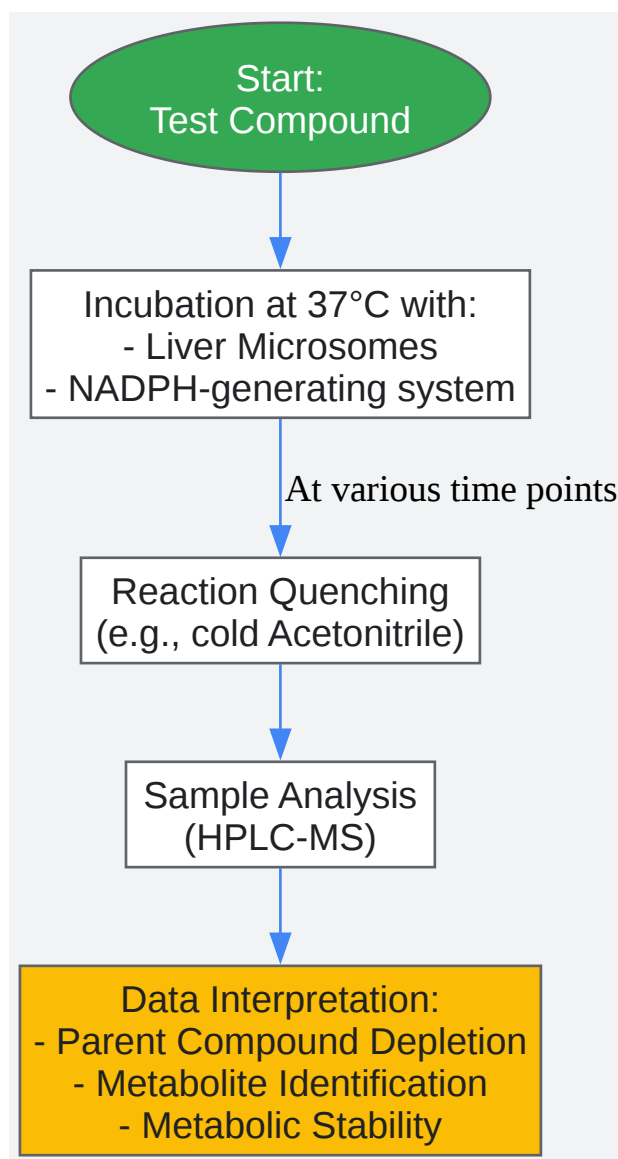 Start:
Test Compound
Incubation at 37°C with:
- Liver Microsomes
- NADPH-generating system
At various time points
Reaction Quenching
(e.g., cold Acetonitrile)
Sample Analysis
(HPLC-MS)
Data Interpretation:
- Parent Compound Depletion
- Metabolite Identification
- Metabolic Stability